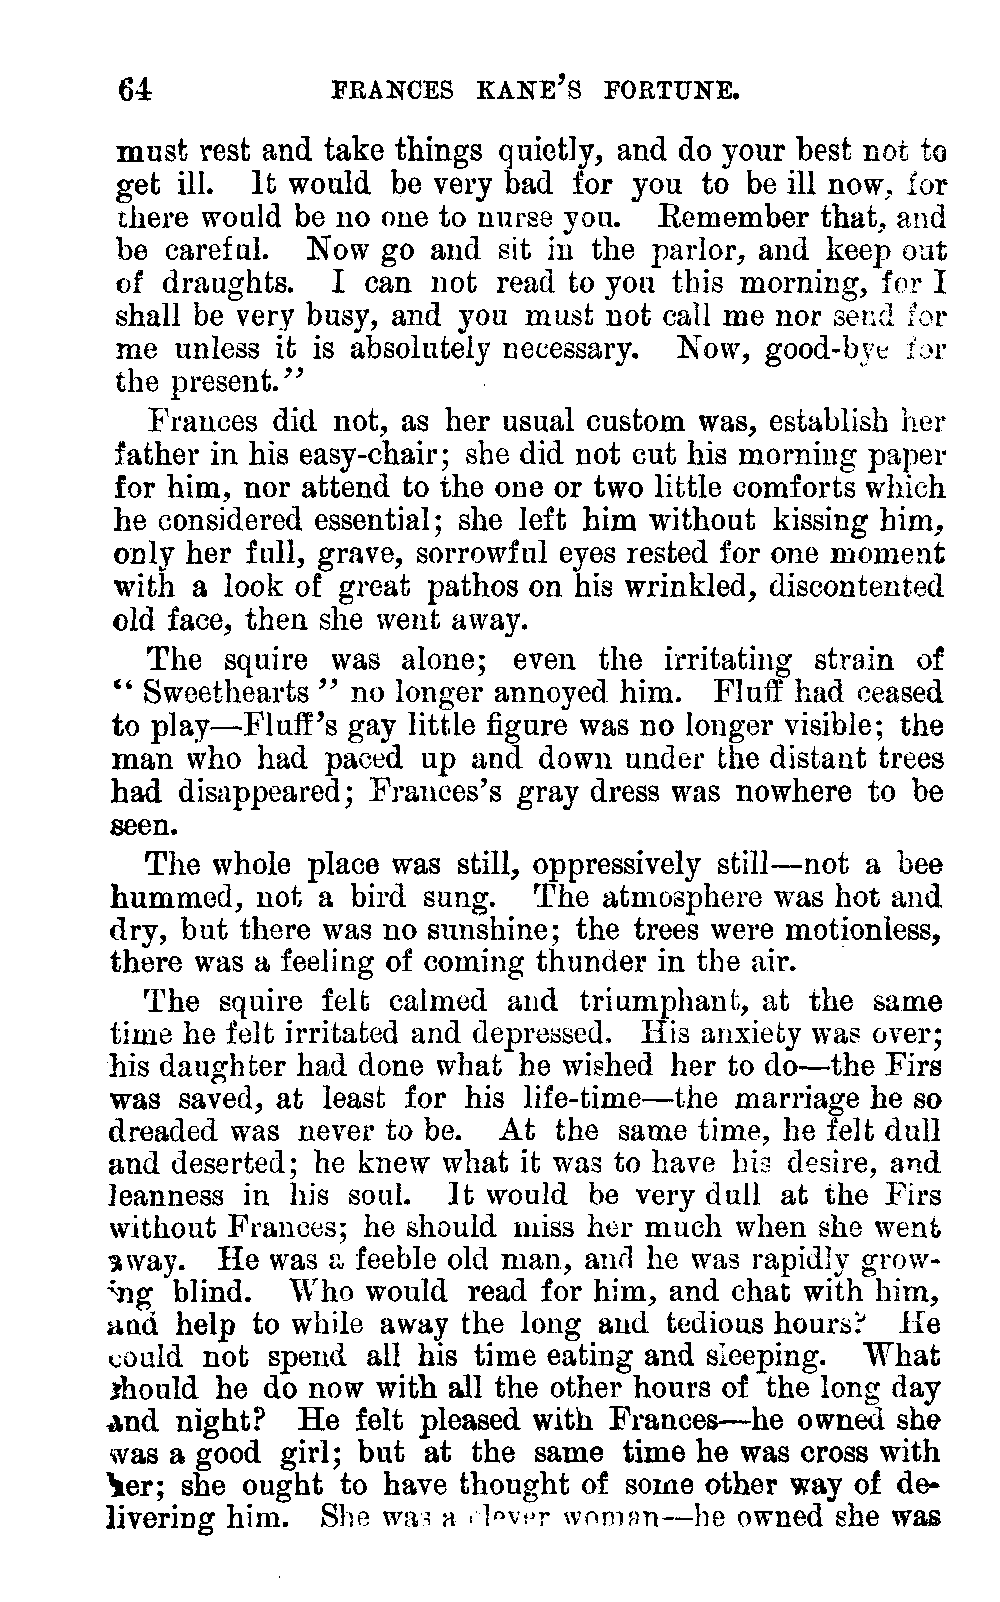 64 FRANCES KANE'S FORTUNE.
must rest and take things quietly, and do your best not to
get ill. It would be very bad for you to be ill now, for
there would be no one to nurse you. Remember that, and
be careful. Now go and sit in the parlor, and keep out
of draughts. I can not read to you this morning, for I
shall be very busy, and you must not call me nor send for
me unless it is absolutely necessary. Now, good-bye for
the present.”
Frances did not, as her usual custom was, establish her
father in his easy-chair; she did not cut his morning paper
for him, nor attend to the one or two little comforts which
he considered essential; she left him without kissing him,
only her full, grave, sorrowful eyes rested for one moment
with a look of great pathos on his wrinkled, discontented
old face, then she went away.
The squire was alone; even the irritating strain of
“ Sweethearts ” no longer annoyed him. Fluff had ceased
to play—Fluff's gay little figure was no longer visible; the
man who had paced up and down under the distant trees
had disappeared; Frances's gray dress was nowhere to be
seen.
The whole place was still, oppressively still—not a bee
hummed, not a bird sung. The atmosphere was hot and
dry, but there was no sunshine; the trees were motionless,
there was a feeling of coming thunder in the air.
The squire felt calmed and triumphant, at the same
time he felt irritated and depressed. His anxiety was over;
his daughter had done what he wished her to do—the Firs
was saved, at least for his life-time—the marriage he so
dreaded was never to be. At the same time, he felt dull
and deserted; he knew what it was to have his desire, and
leanness in his soul. It would be very dull at the Firs
without Frances; he should miss her much when she went
away. He was a feeble old man, and he was rapidly grow-
ing blind. Who would read for him, and chat with him,
and help to while away the long and tedious hours? He
could not spend all his time eating and sleeping. What
should he do now with all the other hours of the long day
and night? He felt pleased with Frances—he owned she
was a good girl; but at the same time he was cross with
her; she ought to have thought of some other way of de-
livering him. She was a clever woman—he owned she was